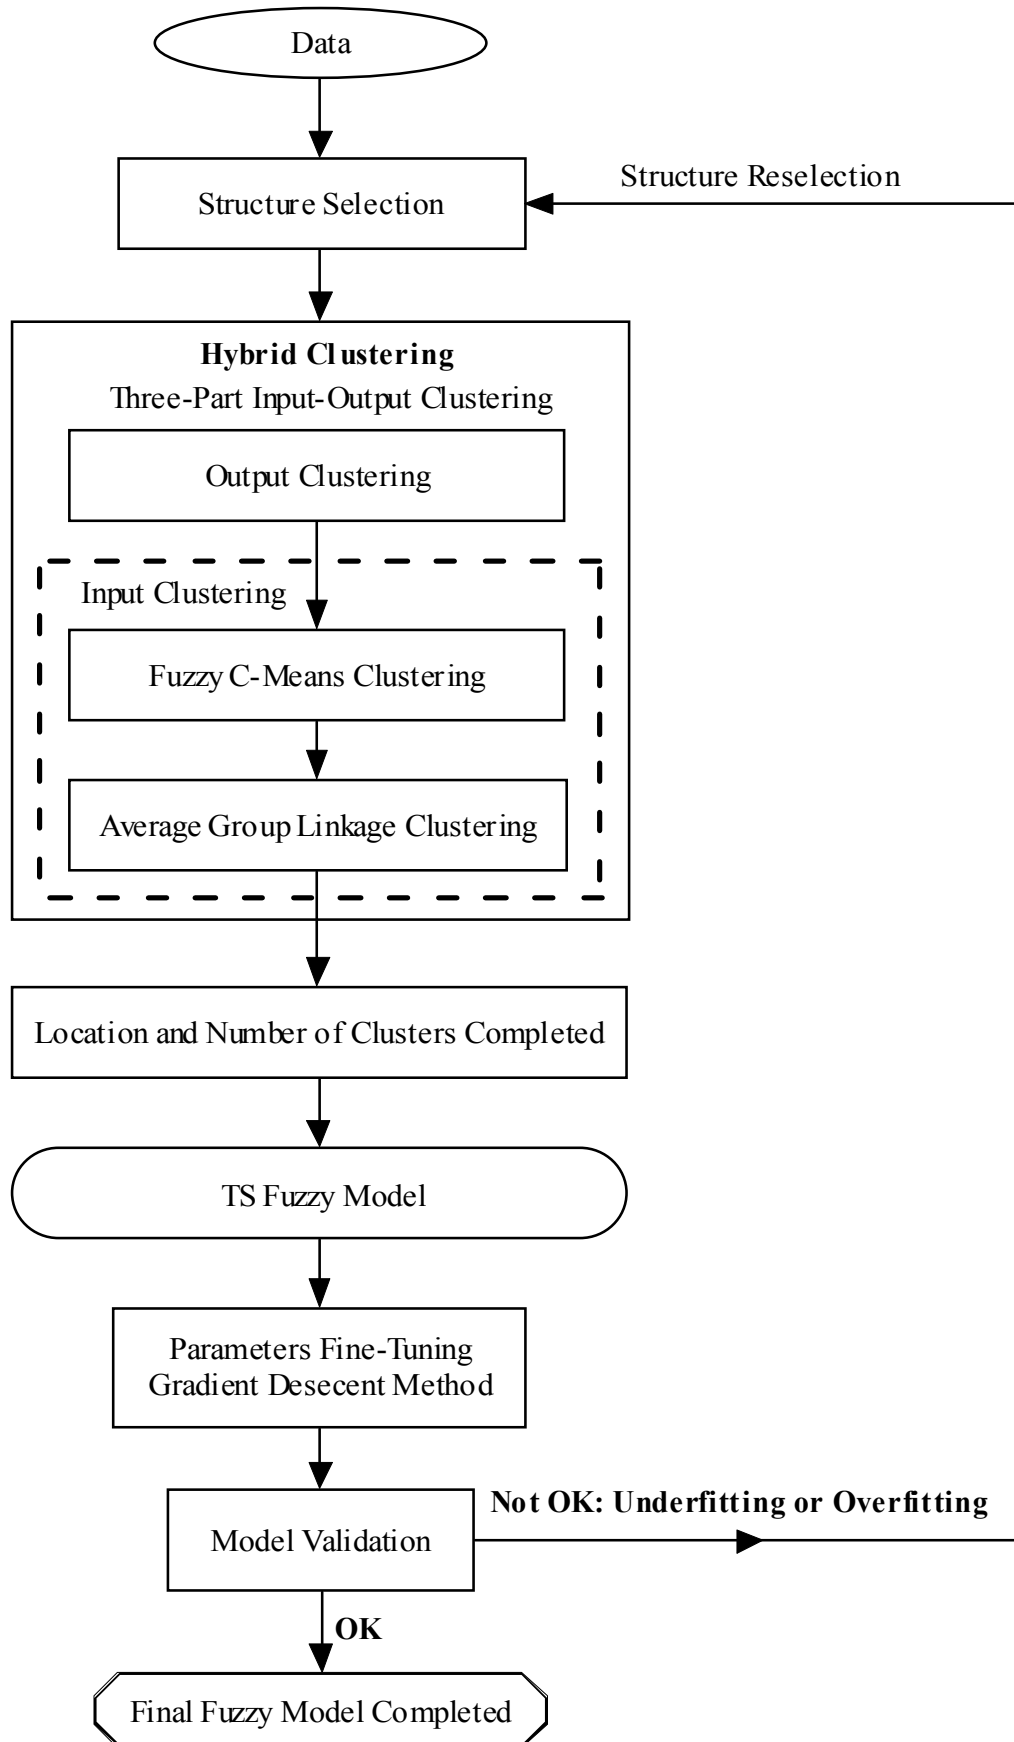 Data
Structure Selection
Structure Reselection
Hybrid Clustering
Three-Part Input-Output Clustering
Output Clustering
Input Clustering
Fuzzy C-Means Clustering
Average Group Linkage Clustering
Location and Number of Clusters Completed
TS Fuzzy Model
Parameters Fine-Tuning
Gradient Desecent Method
Not OK: Underfitting or Overfitting
Model Validation
OK
Final Fuzzy Model Completed